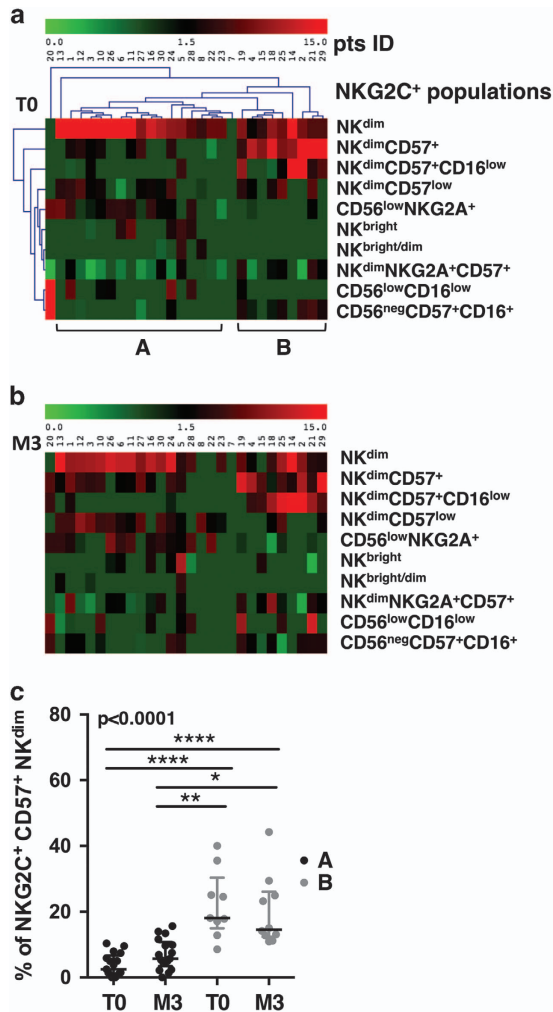 a
0.0 1.5 15.0
pts ID
20 13 1 12 3 10 26 6 11 27 16 30 24 5 28 8 22 23 7 19 4 15 18 25 14 2 21 29
T0
NKG2C+ populations
NKdim
NKdimCD57+
NKdimCD57+CD16low
NKdimCD57low
CD56lowNKG2A+
NKbright
NKbright/dim
NKdimNKG2A+CD57+
CD56lowCD16low
CD56negCD57+CD16+
A B
b
0.0 1.5 15.0
M3
20 13 1 12 3 10 26 6 11 27 16 30 24 5 28 8 22 23 7 19 4 15 18 25 14 2 21 29
NKdim
NKdimCD57+
NKdimCD57+CD16low
NKdimCD57low
CD56lowNKG2A+
NKbright
NKbright/dim
NKdimNKG2A+CD57+
CD56lowCD16low
CD56negCD57+CD16+
c
% of NKG2C+ CD57+ NKdim
80
60
40
20
0
p<0.0001
****
****
*
**
A
B
T0 M3 T0 M3